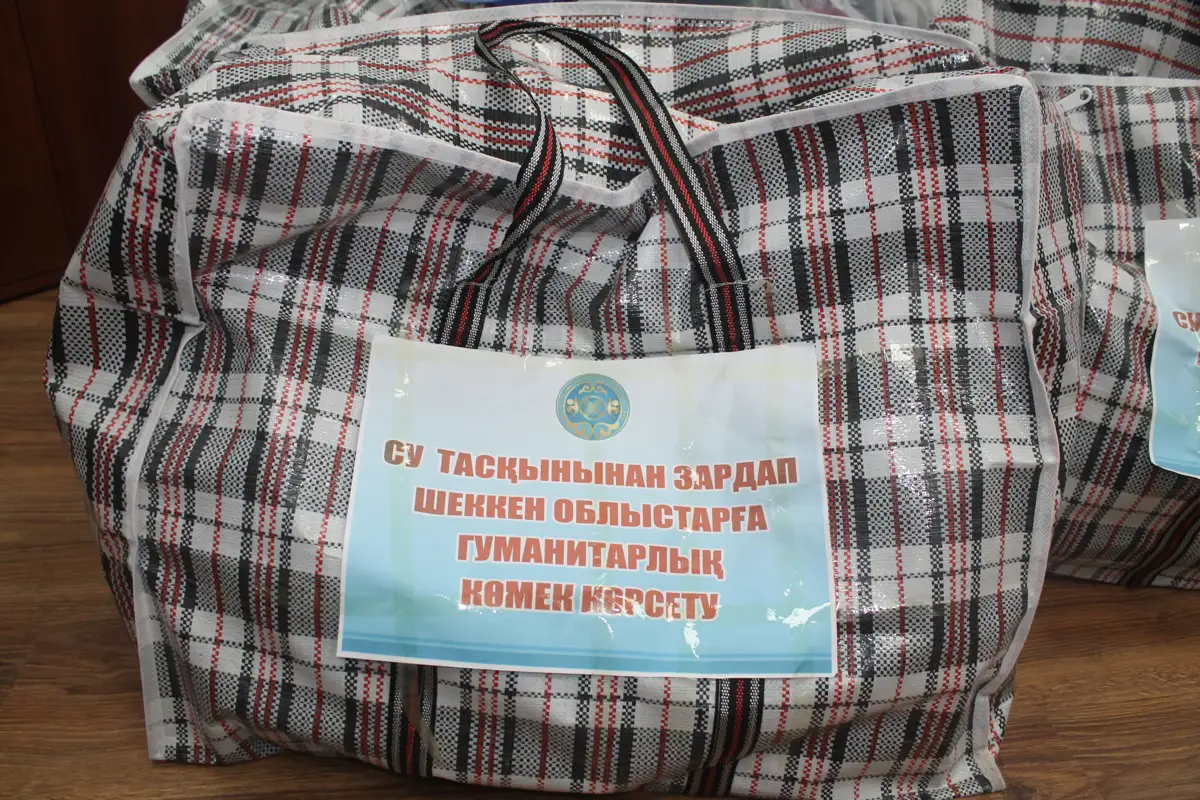 СУ ТАСҚЫНЫНАН ЗАРДАП
ШЕККЕН ОБЛЫСТАРҒА
ГУМАНИТАРЛЫҚ
КӨМЕК КӨРСЕТУ